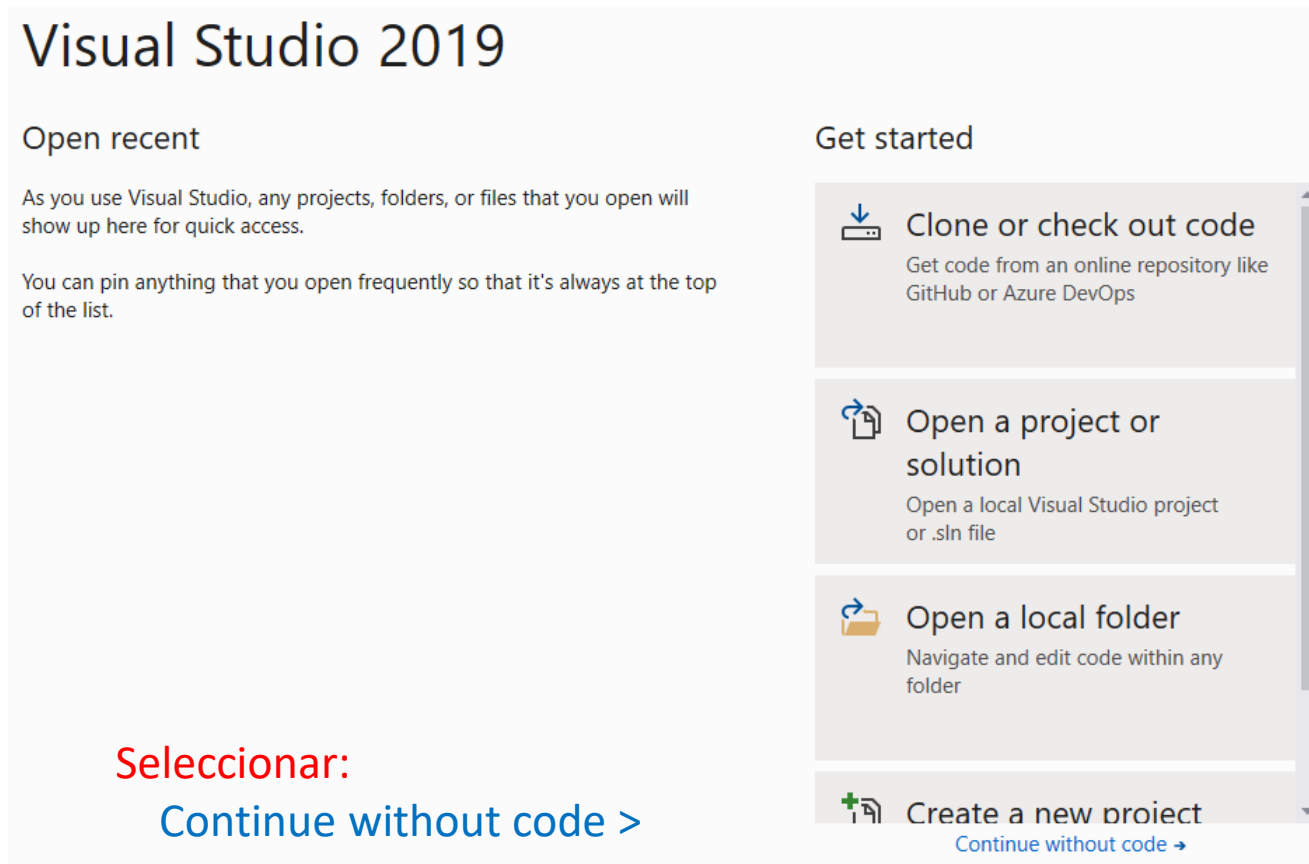 Visual Studio 2019
Open recent
As you use Visual Studio, any projects, folders, or files that you open will
show up here for quick access.
You can pin anything that you open frequently so that it's always at the top
of the list.
Get started
Clone or check out code
Get code from an online repository like
GitHub or Azure DevOps
Open a project or
solution
Open a local Visual Studio project
or .sln file
Open a local folder
Navigate and edit code within any
folder
Create a new project
Continue without code →
Seleccionar:
Continue without code >